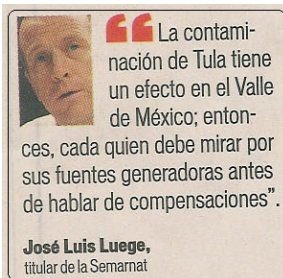 “La contami-
nación de Tula tiene
un efecto en el Valle
de México; enton-
ces, cada quien debe mirar por
sus fuentes generadoras antes
de hablar de compensaciones”.
José Luis Luege,
titular de la Semarnat